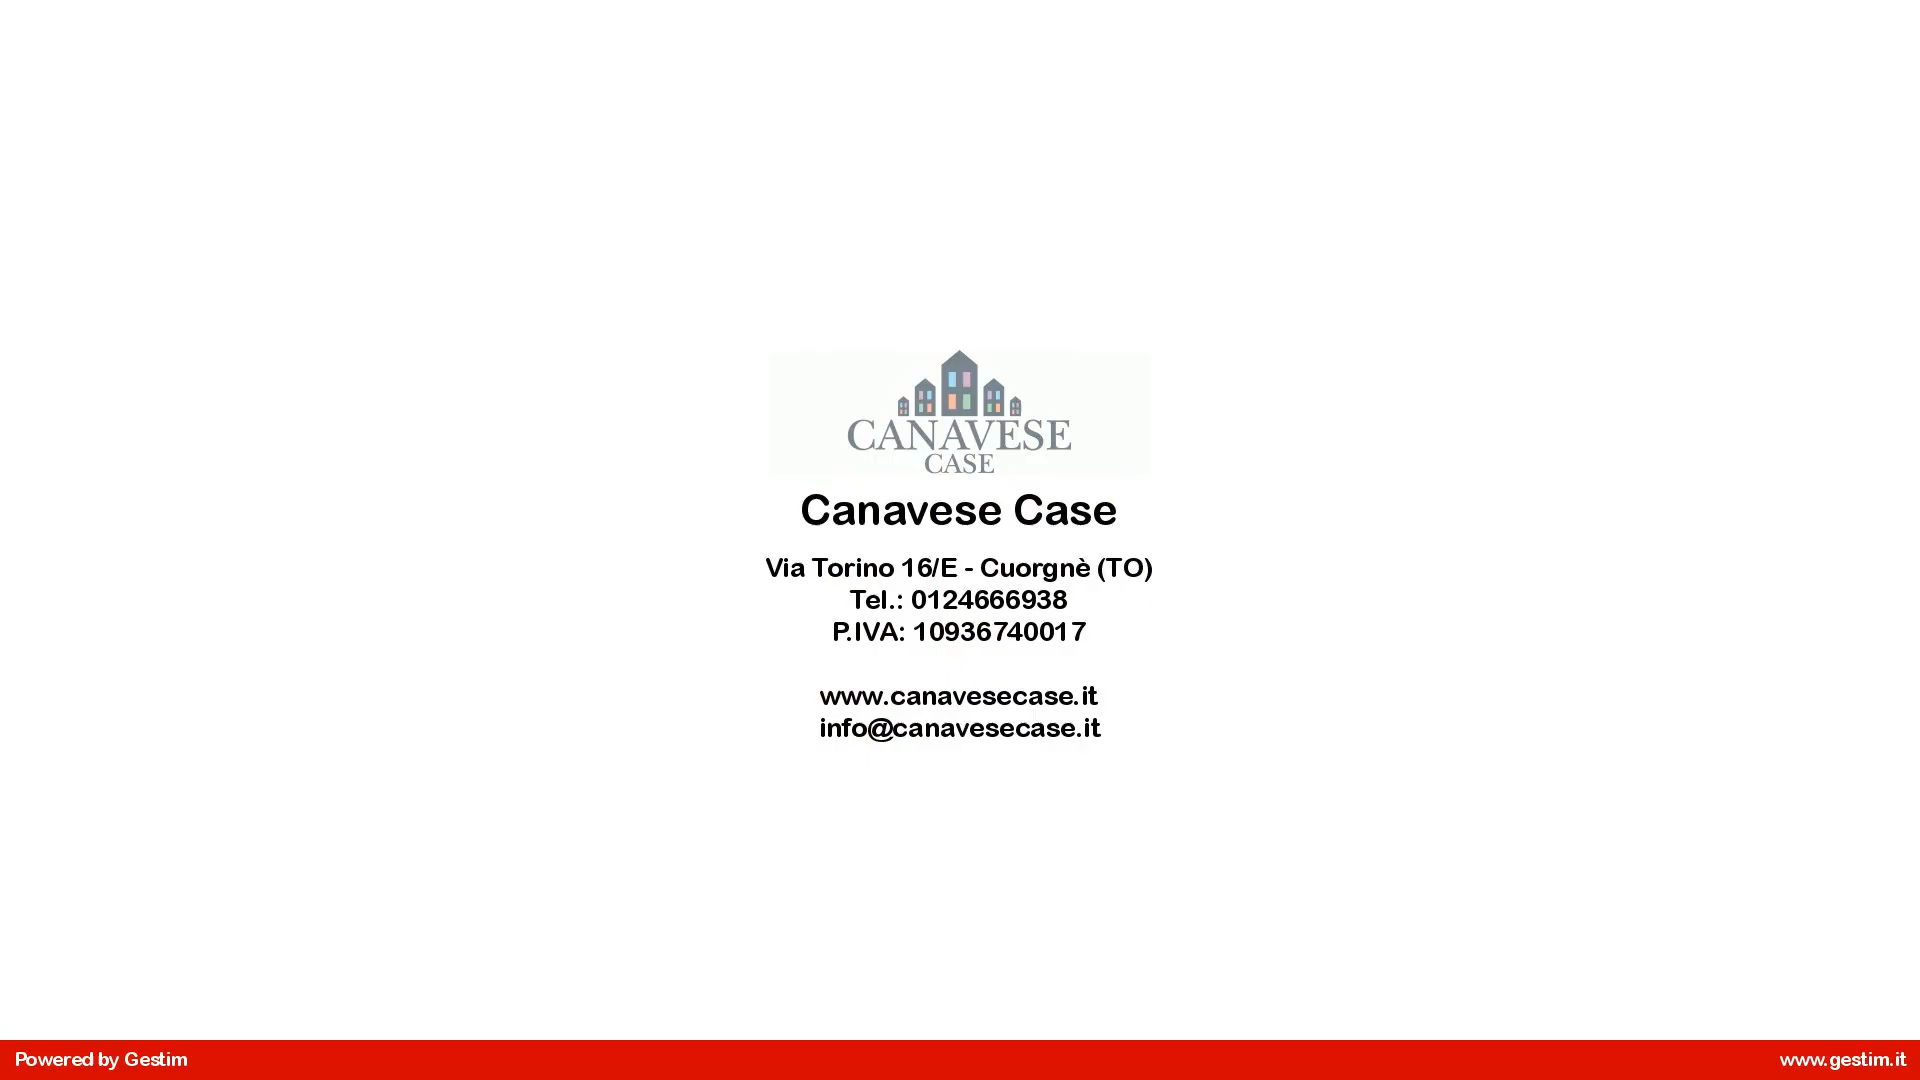 CANAVESE
CASE
Canavese Case
Via Torino 16/E - Cuorgnè (TO)
Tel.: 0124666938
P.IVA: 10936740017
www.canavesecase.it
info@canavesecase.it
Powered by Gestim
www.gestim.it